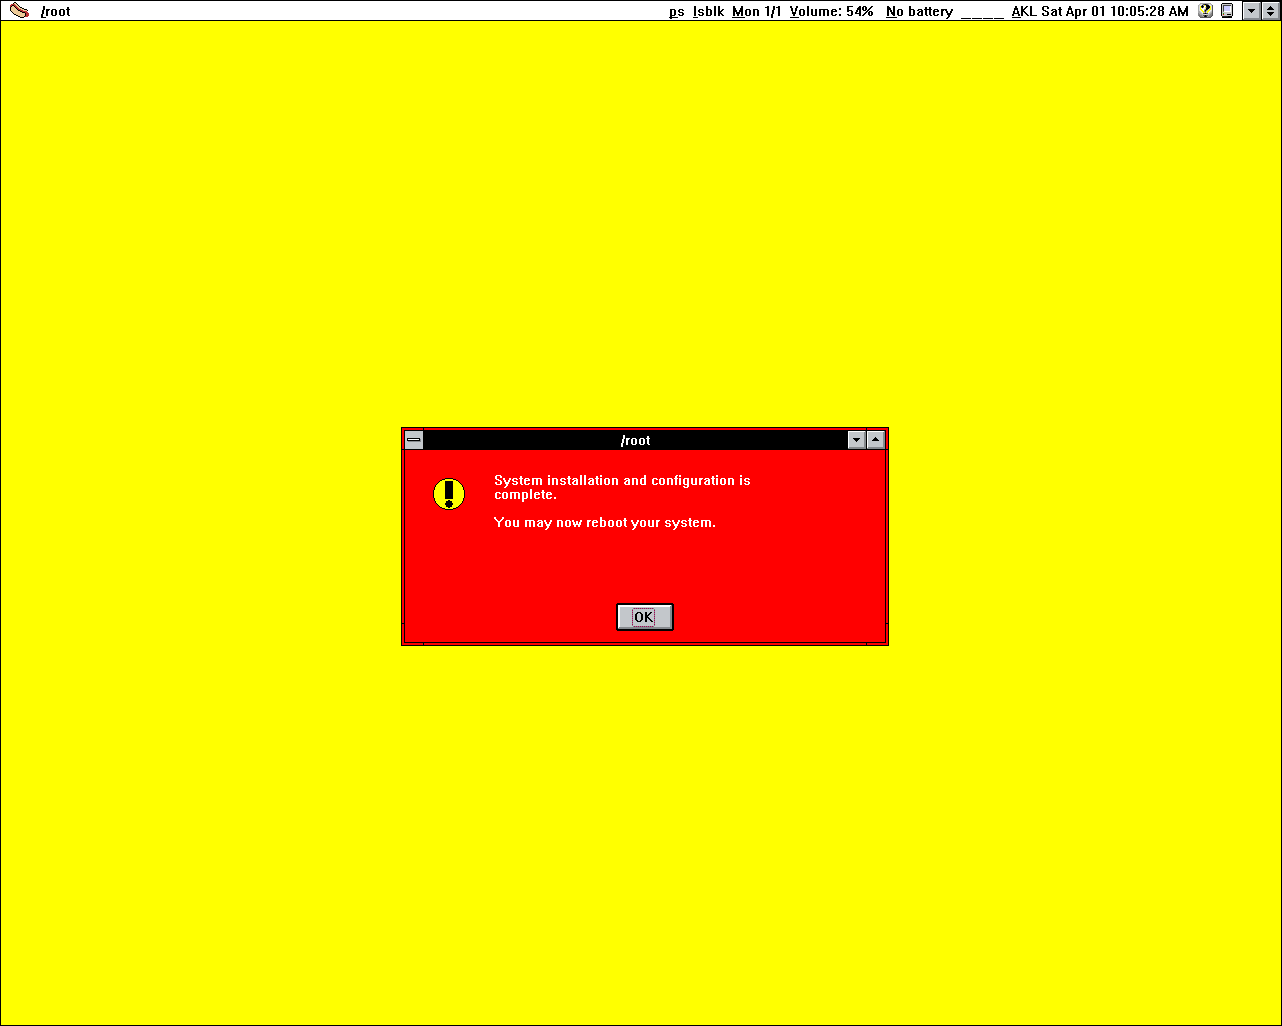 /root ps lsblk Mon 1/1 Volume: 54% No battery ____ AKL Sat Apr 01 10:05:28 AM
/root
System installation and configuration is
complete.
You may now reboot your system.
OK